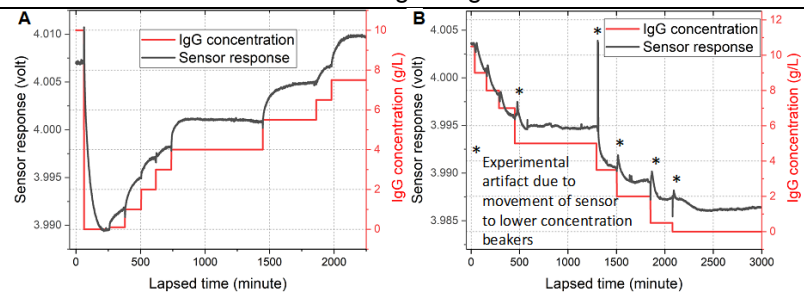 A
IgG concentration
Sensor response
Sensor response (volt)
4.010
4.005
4.000
3.995
3.990
10
8
6
4
2
0
IgG concentration (g/L)
0 500 1000 1500 2000
Lapsed time (minute)
B
IgG concentration
Sensor response
Sensor response (volt)
4.005
4.000
3.995
3.990
3.985
12
10
8
6
4
2
0
IgG concentration (g/L)
* * * * *
* Experimental
artifact due to
movement of sensor
to lower concentration
beakers
0 500 1000 1500 2000 2500 3000
Lapsed time (minute)